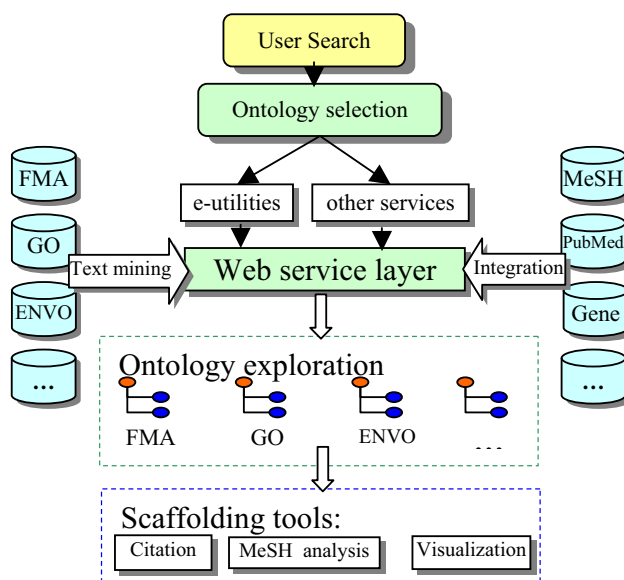 User Search
Ontology selection
FMA
MeSH
e-utilities
other services
GO
PubMed
Text mining
Web service layer
Integration
ENVO
Gene
...
...
Ontology exploration
FMA
GO
ENVO
...
Scaffolding tools:
Citation
MeSH analysis
Visualization